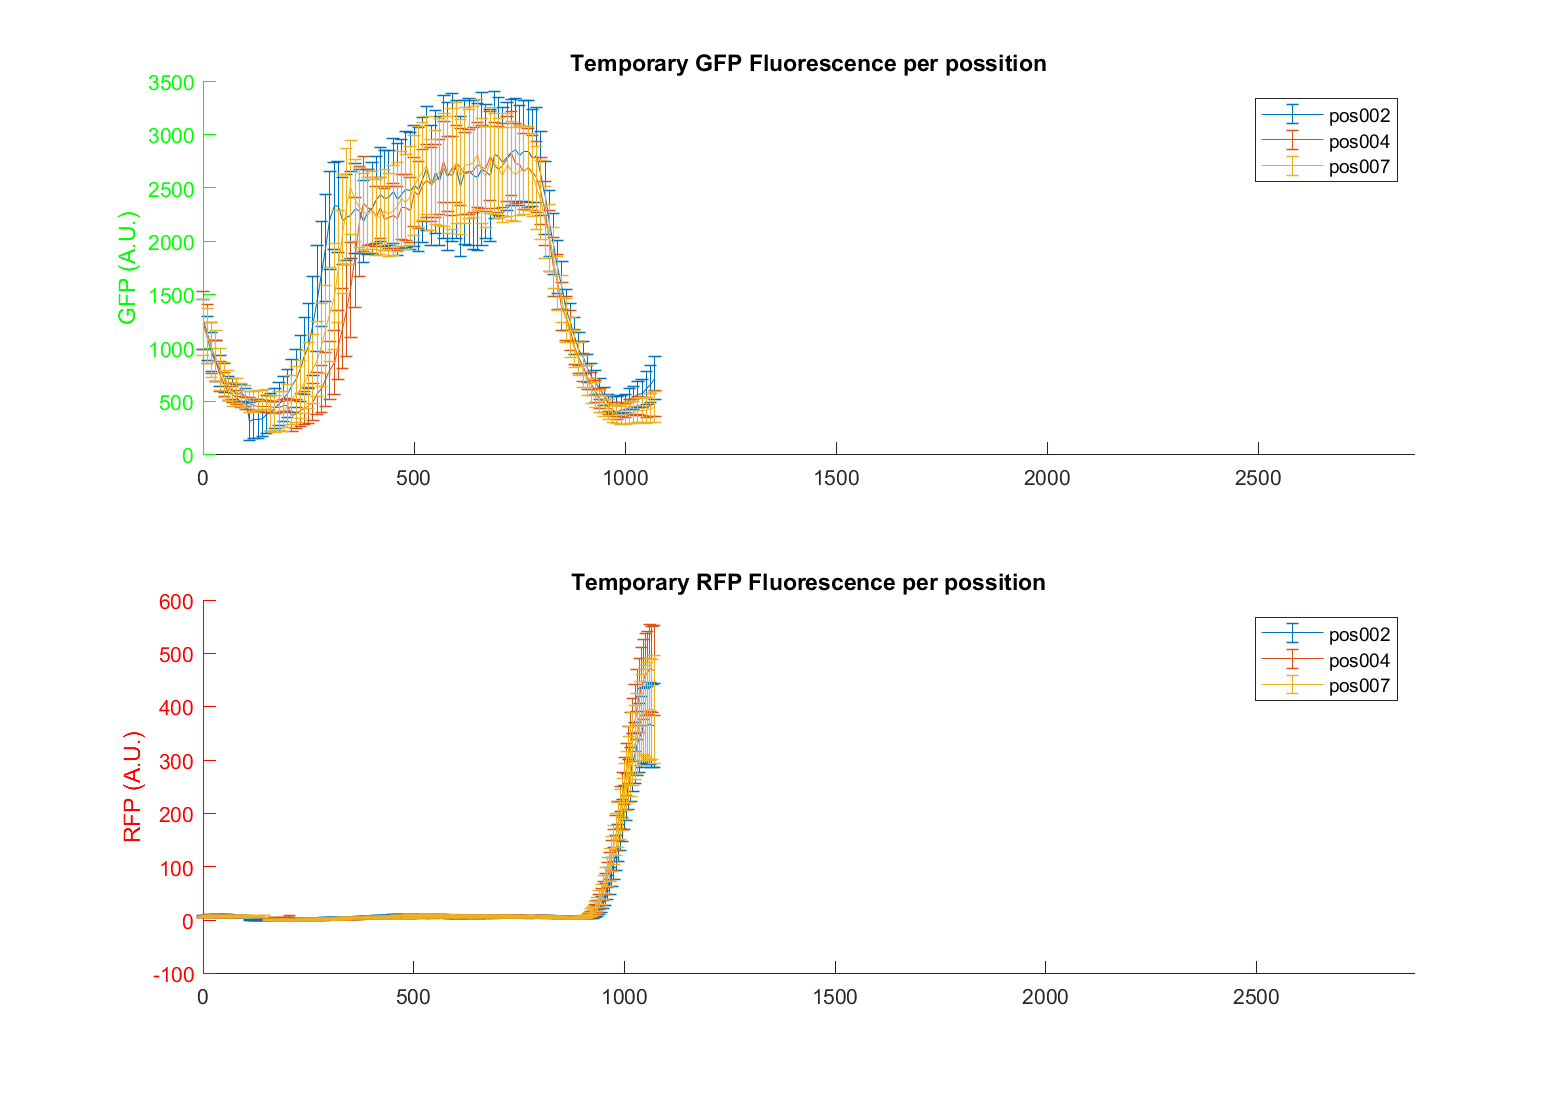 Temporary GFP Fluorescence per possition
3500
3000
2500
2000
1500
1000
500
0
GFP (A.U.)
0 500 1000 1500 2000 2500
pos002
pos004
pos007
Temporary RFP Fluorescence per possition
600
500
400
300
200
100
0
-100
RFP (A.U.)
0 500 1000 1500 2000 2500
pos002
pos004
pos007